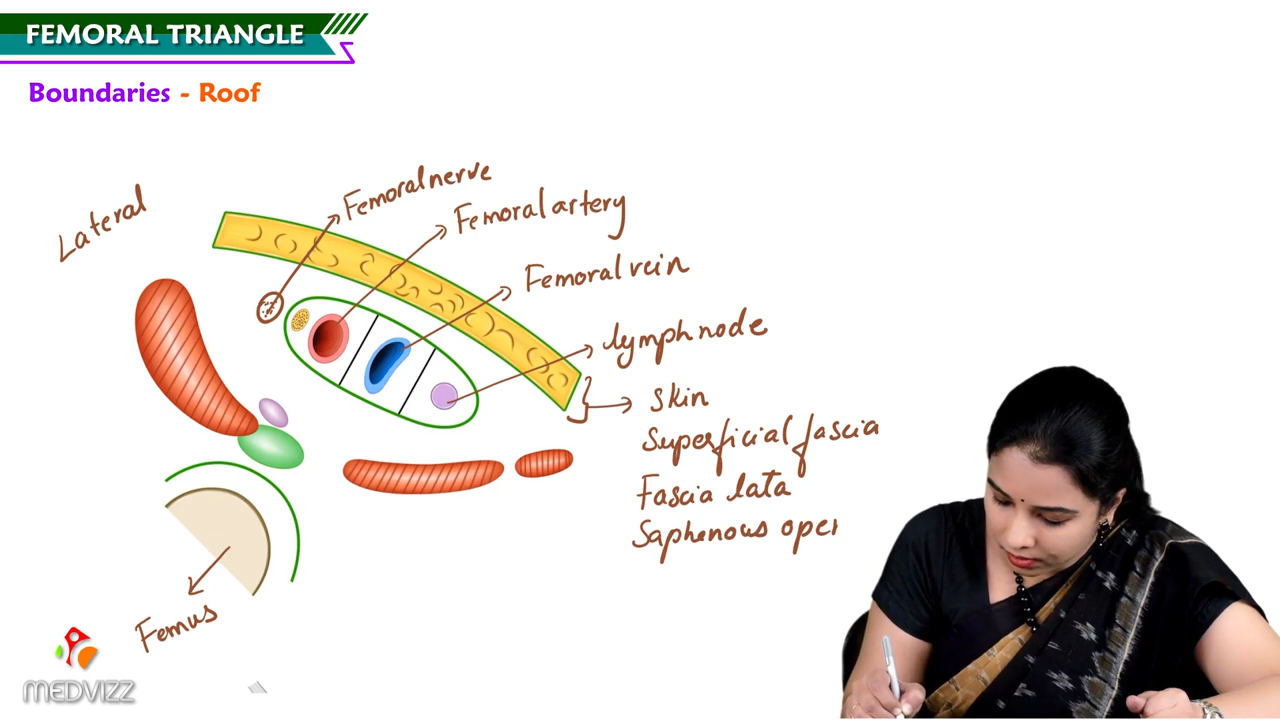 FEMORAL TRIANGLE
Boundaries - Roof
Lateral
Femoral nerve
Femoral artery
Femoral vein
lymph node
Skin
Superficial fascia
Fascia lata
Saphenous oper
Femus
MEDVIZZ